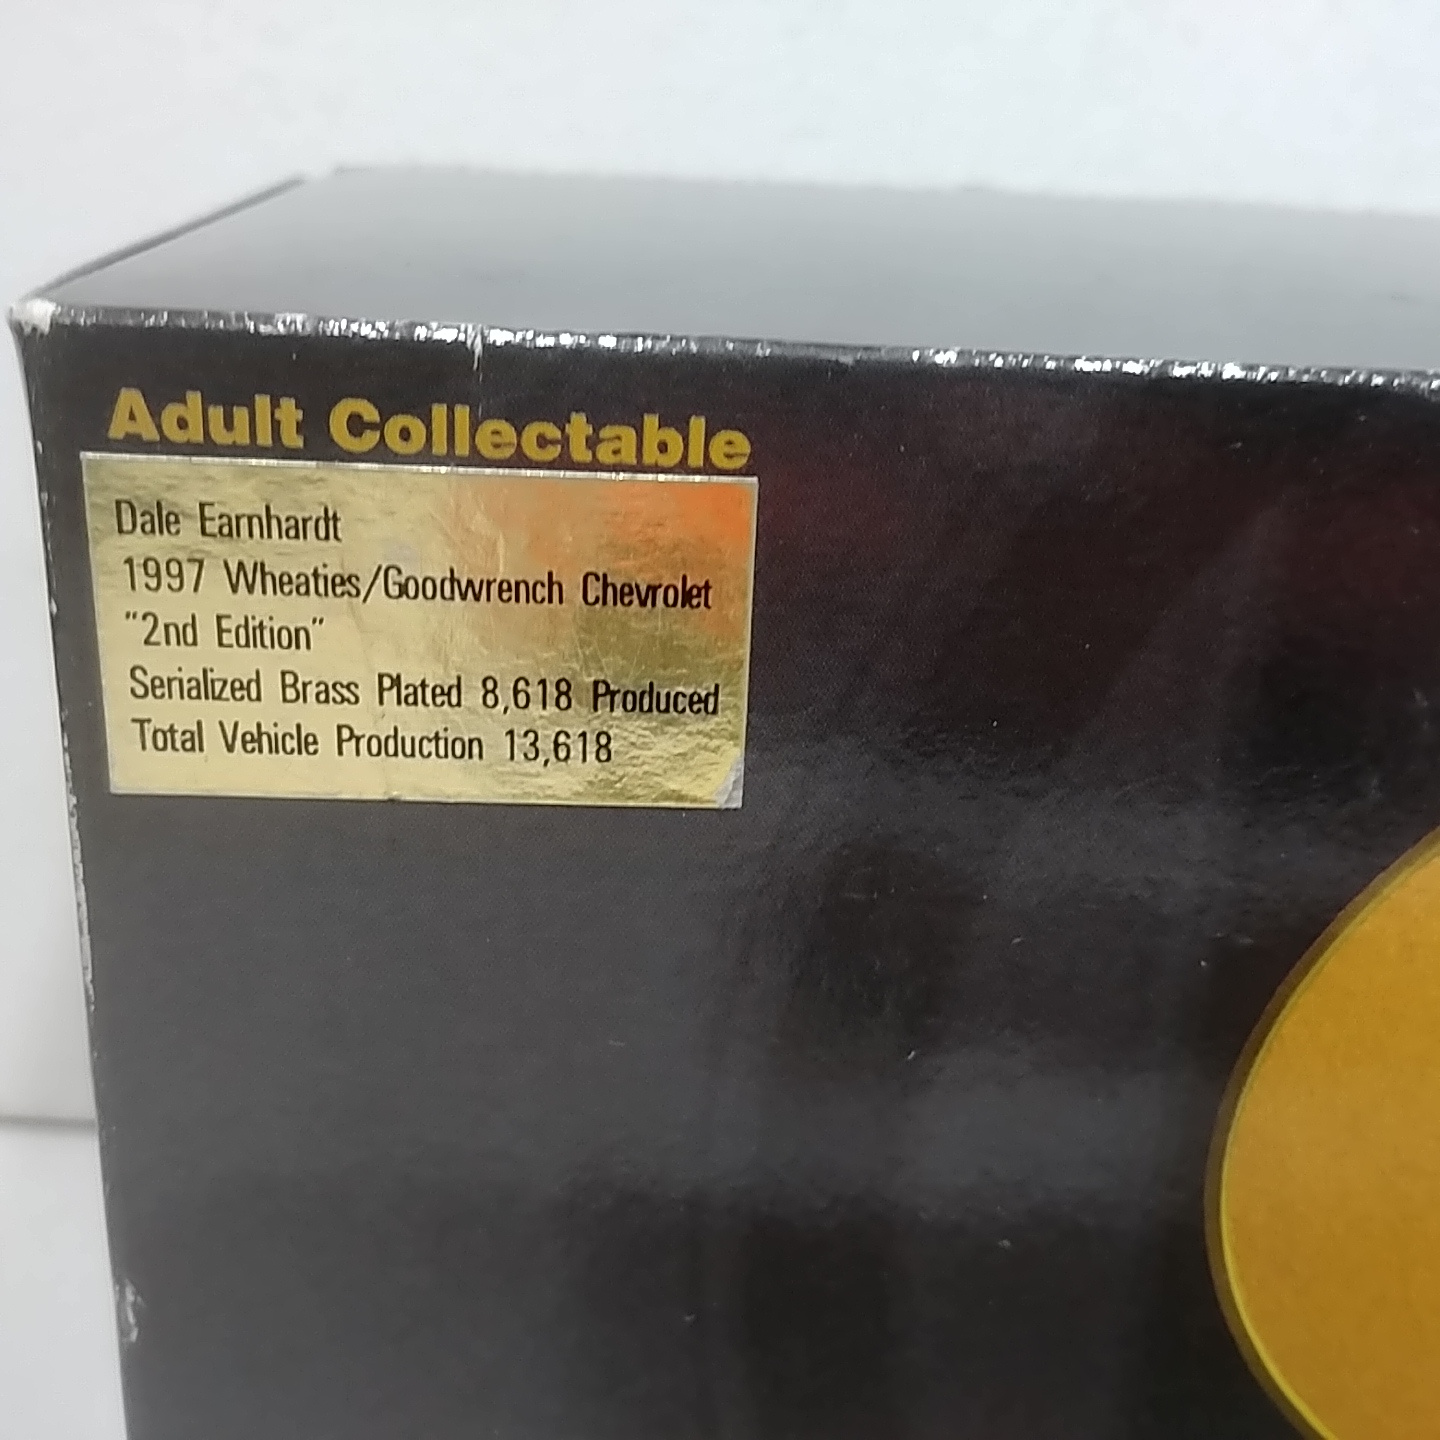 Adult Collectable
Dale Earnhardt
1997 Wheaties/Goodwrench Chevrolet
"2nd Edition"
Serialized Brass Plated 8,618 Produced
Total Vehicle Production 13,618